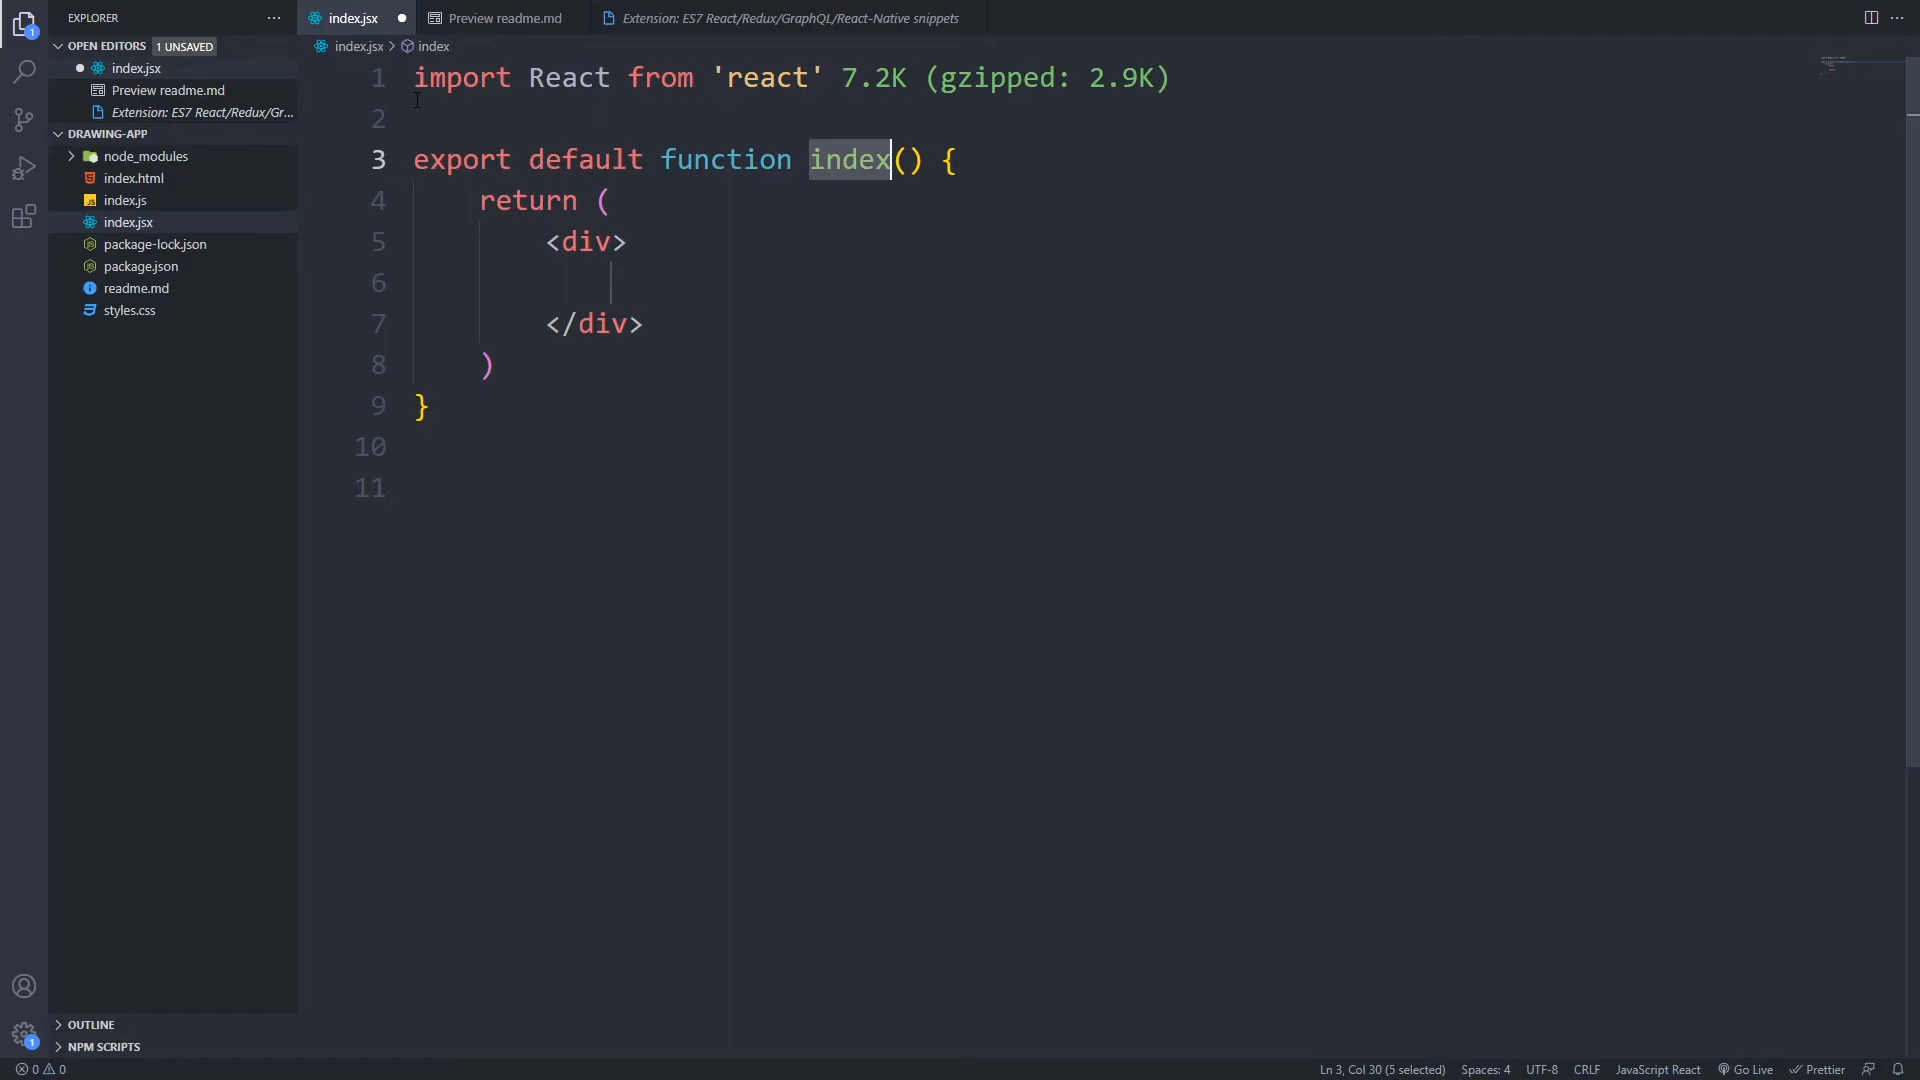 EXPLORER
index.jsx
Preview readme.md
Extension: ES7 React/Redux/GraphQL/React-Native snippets
1
OPEN EDITORS 1 UNSAVED
index.jsx
Preview readme.md
Extension: ES7 React/Redux/Gr...
DRAWING-APP
node_modules
index.html
JS index.js
index.jsx
package-lock.json
package.json
readme.md
styles.css
OUTLINE
NPM SCRIPTS
1
index.jsx > index
1 import React from 'react' 7.2K (gzipped: 2.9K)
2
3 export default function index() {
4 return (
5 <div>
6
7 </div>
8 )
9 }
10
11
0 0
Ln 3, Col 30 (5 selected)
Spaces: 4
UTF-8
CRLF
JavaScript React
Go Live
Prettier